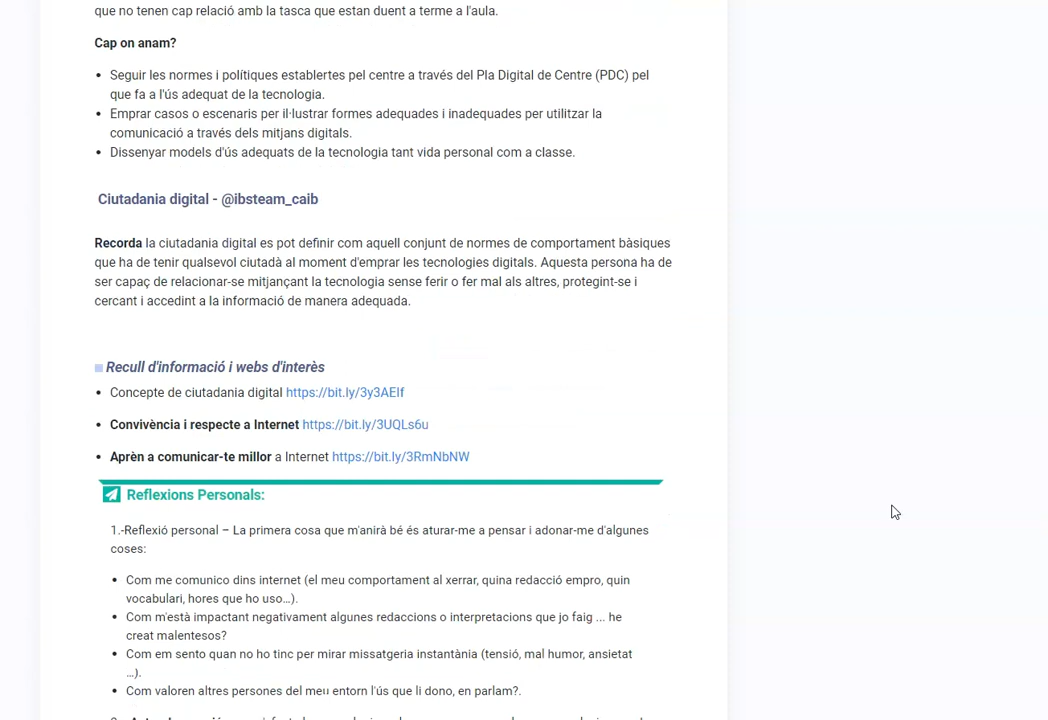 que no tenen cap relació amb la tasca que estan duent a terme a l'aula.
Cap on anam?
• Seguir les normes i polítiques establertes pel centre a través del Pla Digital de Centre (PDC) pel
que fa a l'ús adequat de la tecnologia.
• Emprar casos o escenaris per il·lustrar formes adequades i inadequades per utilitzar la
comunicació a través dels mitjans digitals.
• Dissenyar models d'ús adequats de la tecnologia tant vida personal com a classe.
Ciutadania digital - @ibsteam_caib
Recorda la ciutadania digital es pot definir com aquell conjunt de normes de comportament bàsiques
que ha de tenir qualsevol ciutadà al moment d'emprar les tecnologies digitals. Aquesta persona ha de
ser capaç de relacionar-se mitjançant la tecnologia sense ferir o fer mal als altres, protegint-se i
cercant i accedint a la informació de manera adequada.
Recull d'informació i webs d'interès
• Concepte de ciutadania digital https://bit.ly/3y3AElf
• Convivència i respecte a Internet https://bit.ly/3UQLs6u
• Aprèn a comunicar-te millor a Internet https://bit.ly/3RmNbNW
Reflexions Personals:
1.-Reflexió personal – La primera cosa que m'anirà bé és aturar-me a pensar i adonar-me d'algunes
coses:
• Com me comunico dins internet (el meu comportament al xerrar, quina redacció empro, quin
vocabulari, hores que ho uso…).
• Com m'està impactant negativament algunes redaccions o interpretacions que jo faig ... he
creat malentesos?
• Com em sento quan no ho tinc per mirar missatgeria instantània (tensió, mal humor, ansietat
…).
• Com valoren altres persones del meu entorn l'ús que li dono, en parlam?.